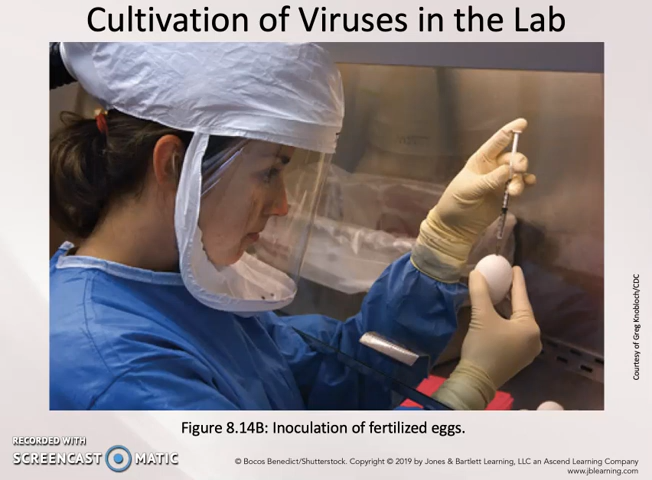 Cultivation of Viruses in the Lab
Courtesy of Greg Knobloch/CDC
Figure 8.14B: Inoculation of fertilized eggs.
RECORDED WITH
SCREENCAST MATIC
© Bocos Benedict/Shutterstock. Copyright © 2019 by Jones & Bartlett Learning, LLC an Ascend Learning Company
www.jblearning.com